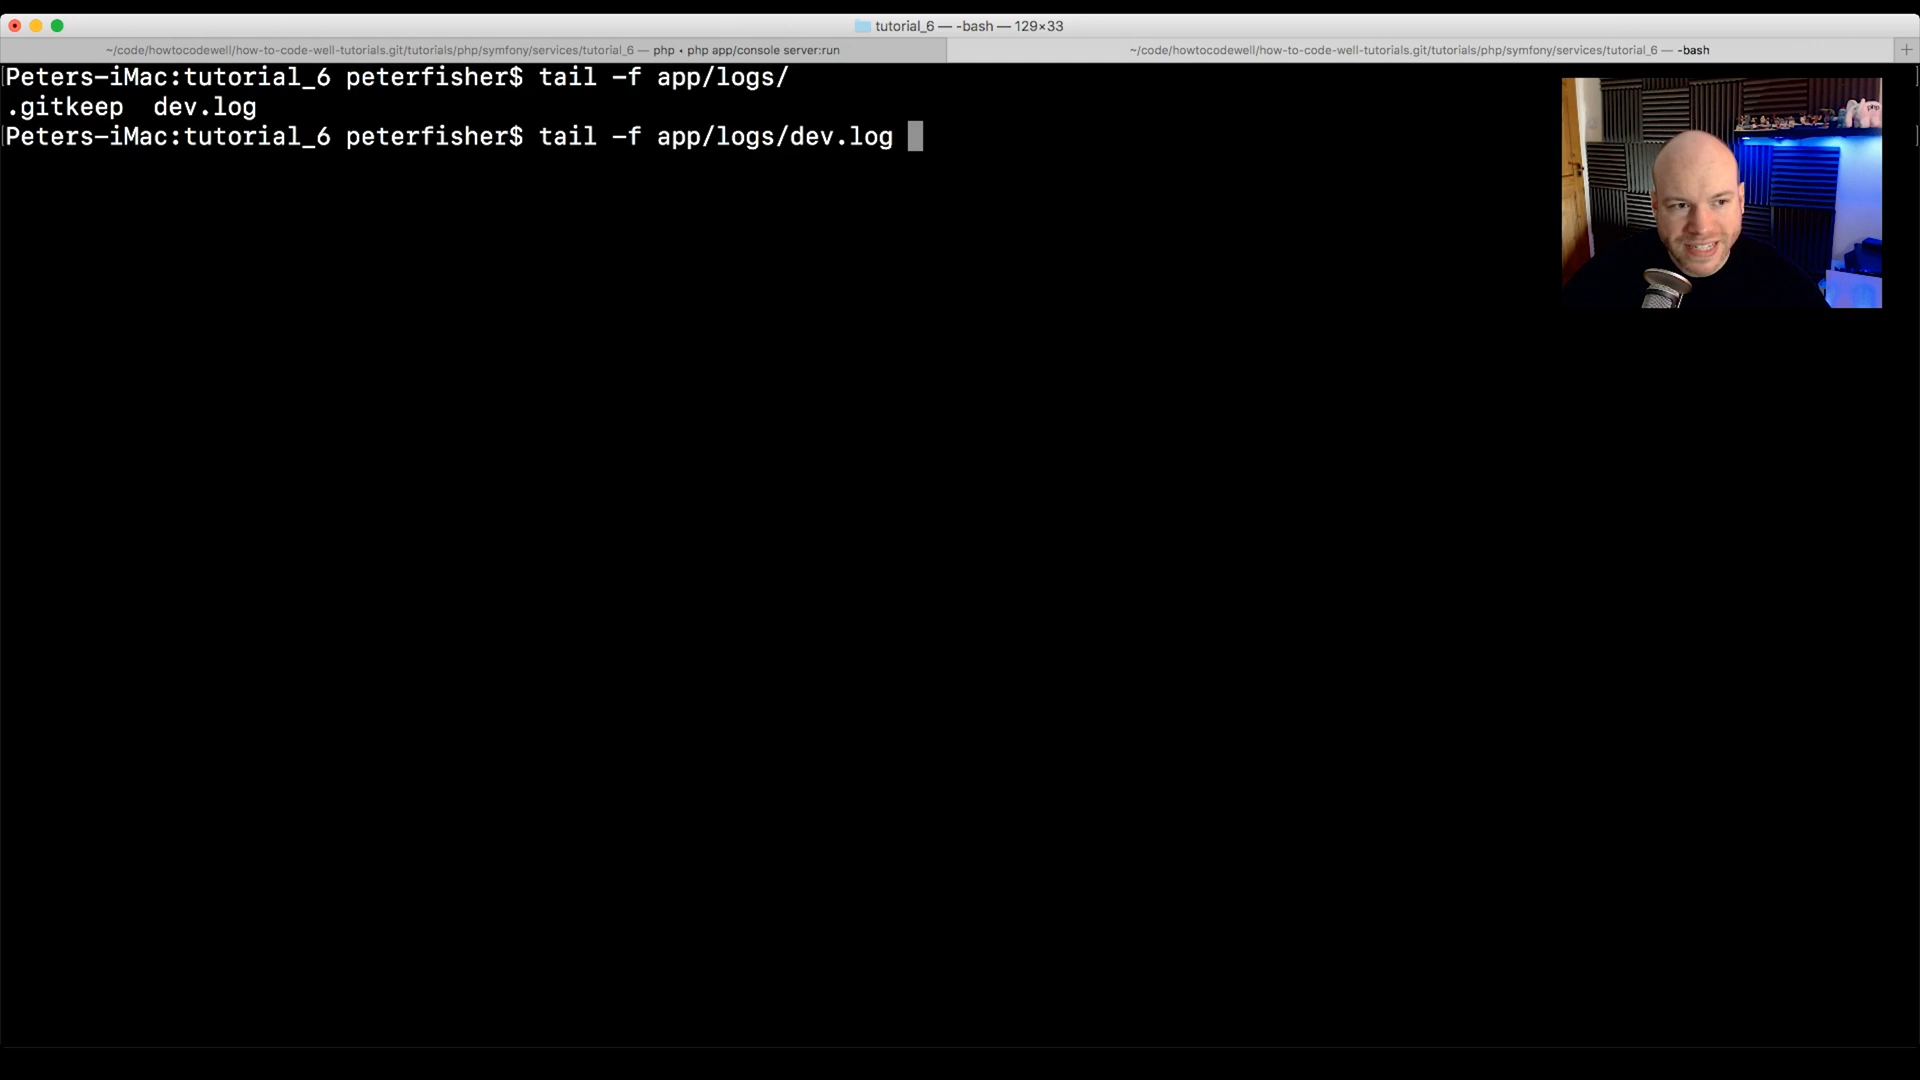 tutorial_6 — -bash — 129×33
~/code/howtocodewell/how-to-code-well-tutorials.git/tutorials/php/symfony/services/tutorial_6 — php • php app/console server:run
~/code/howtocodewell/how-to-code-well-tutorials.git/tutorials/php/symfony/services/tutorial_6 — -bash
Peters-iMac:tutorial_6 peterfisher$ tail -f app/logs/
.gitkeep dev.log
Peters-iMac:tutorial_6 peterfisher$ tail -f app/logs/dev.log
php